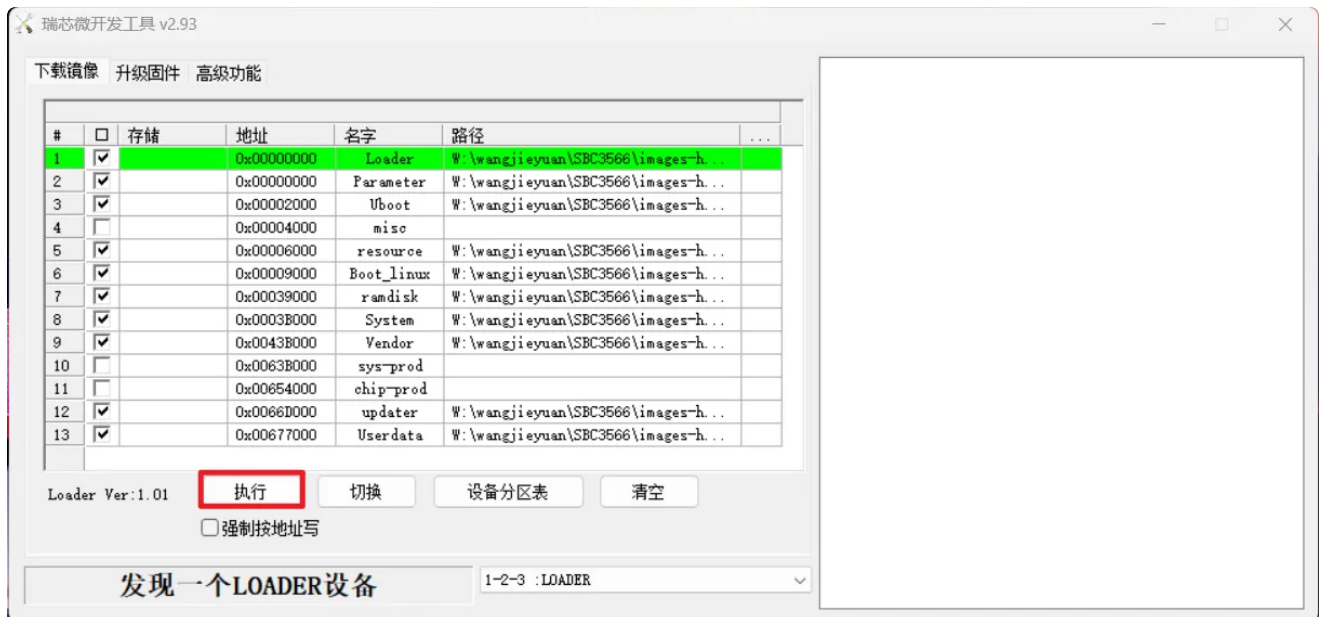 瑞芯微开发工具 v2.93
下载镜像 升级固件 高级功能
# 存储 地址 名字 路径 ...
1 0x00000000 Loader W:\wangjieyuan\SBC3566\images-h...
2 0x00000000 Parameter W:\wangjieyuan\SBC3566\images-h...
3 0x00002000 Uboot W:\wangjieyuan\SBC3566\images-h...
4 0x00004000 misc
5 0x00006000 resource W:\wangjieyuan\SBC3566\images-h...
6 0x00009000 Boot_linux W:\wangjieyuan\SBC3566\images-h...
7 0x00039000 ramdisk W:\wangjieyuan\SBC3566\images-h...
8 0x0003B000 System W:\wangjieyuan\SBC3566\images-h...
9 0x0043B000 Vendor W:\wangjieyuan\SBC3566\images-h...
10 0x0063B000 sys-prod
11 0x00654000 chip-prod
12 0x0066D000 updater W:\wangjieyuan\SBC3566\images-h...
13 0x00677000 Userdata W:\wangjieyuan\SBC3566\images-h...
Loader Ver:1.01 执行 切换 设备分区表 清空
强制按地址写
发现一个LOADER设备 1-2-3 :LOADER